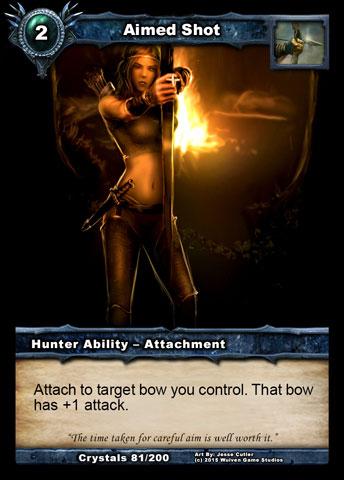 2
Aimed Shot
Hunter Ability – Attachment
Attach to target bow you control. That bow
has +1 attack.
"The time taken for careful aim is well worth it."
Crystals 81/200
Art By: Jesse Cutler
(c) 2015 Wulven Game Studios